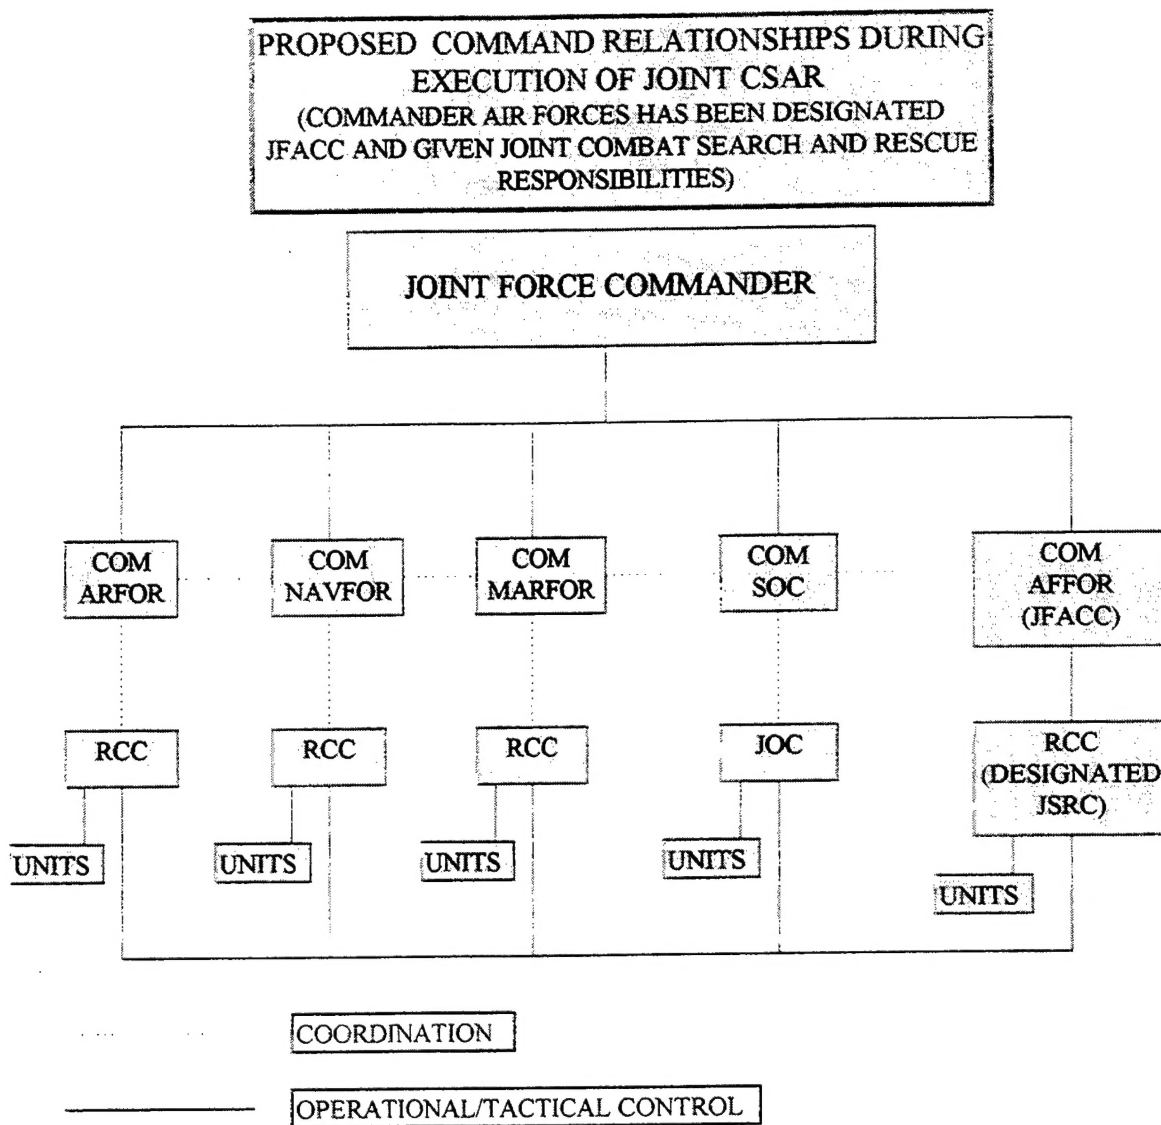 PROPOSED COMMAND RELATIONSHIPS DURING
EXECUTION OF JOINT CSAR
(COMMANDER AIR FORCES HAS BEEN DESIGNATED
JFACC AND GIVEN JOINT COMBAT SEARCH AND RESCUE
RESPONSIBILITIES)
JOINT FORCE COMMANDER
COM
ARFOR
COM
NAVFOR
COM
MARFOR
COM
SOC
COM
AFFOR
(JFACC)
RCC
RCC
RCC
JOC
RCC
(DESIGNATED
JSRC)
UNITS
UNITS
UNITS
UNITS
UNITS
COORDINATION
OPERATIONAL/TACTICAL CONTROL